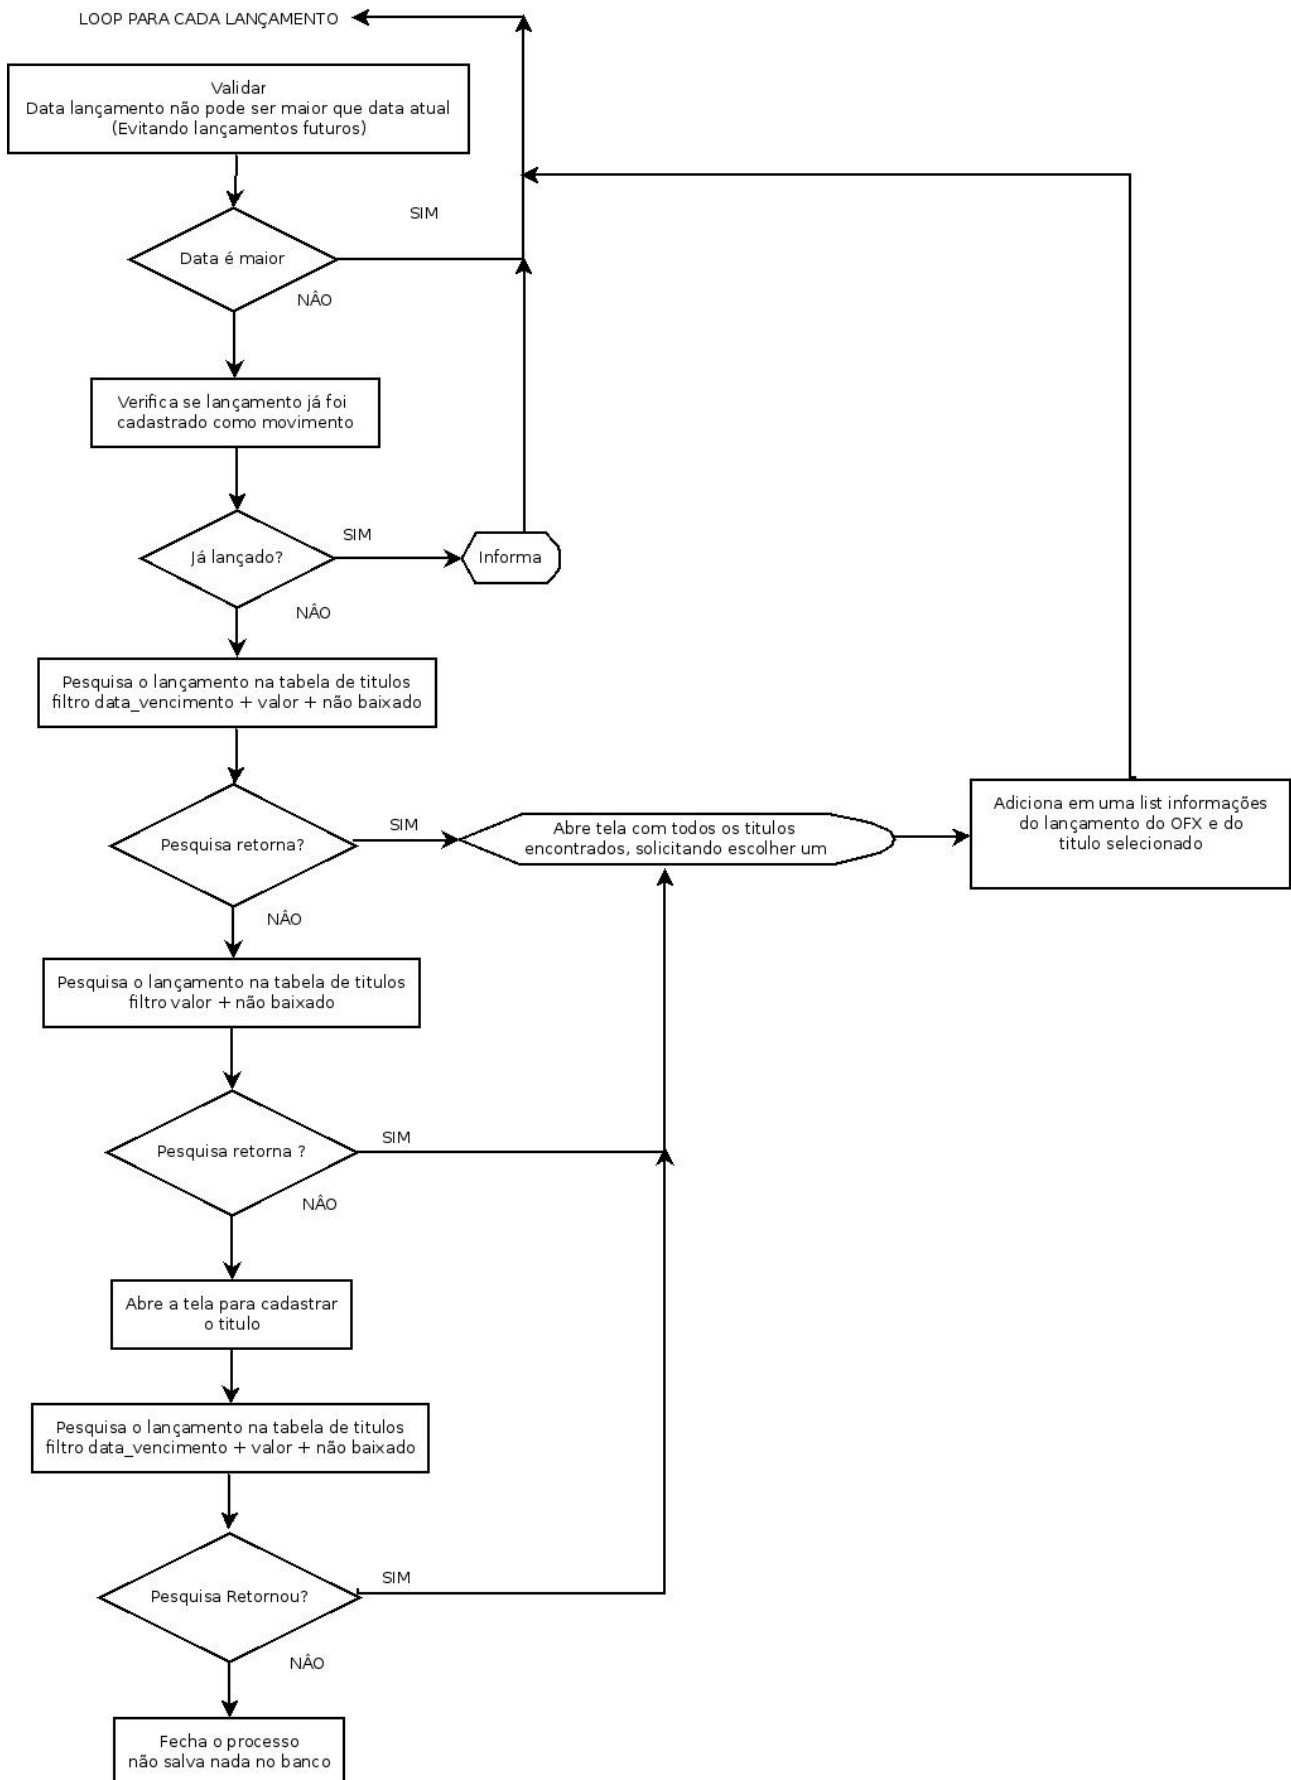 LOOP PARA CADA LANÇAMENTO
Validar
Data lançamento não pode ser maior que data atual
(Evitando lançamentos futuros)
SIM
Data é maior
NÂO
Verifica se lançamento já foi
cadastrado como movimento
SIM
Já lançado?
Informa
NÂO
Pesquisa o lançamento na tabela de titulos
filtro data_vencimento + valor + não baixado
SIM
Pesquisa retorna?
Abre tela com todos os titulos
encontrados, solicitando escolher um
Adiciona em uma list informações
do lançamento do OFX e do
titulo selecionado
NÂO
Pesquisa o lançamento na tabela de titulos
filtro valor + não baixado
SIM
Pesquisa retorna ?
NÂO
Abre a tela para cadastrar
o titulo
Pesquisa o lançamento na tabela de titulos
filtro data_vencimento + valor + não baixado
SIM
Pesquisa Retornou?
NÂO
Fecha o processo
não salva nada no banco